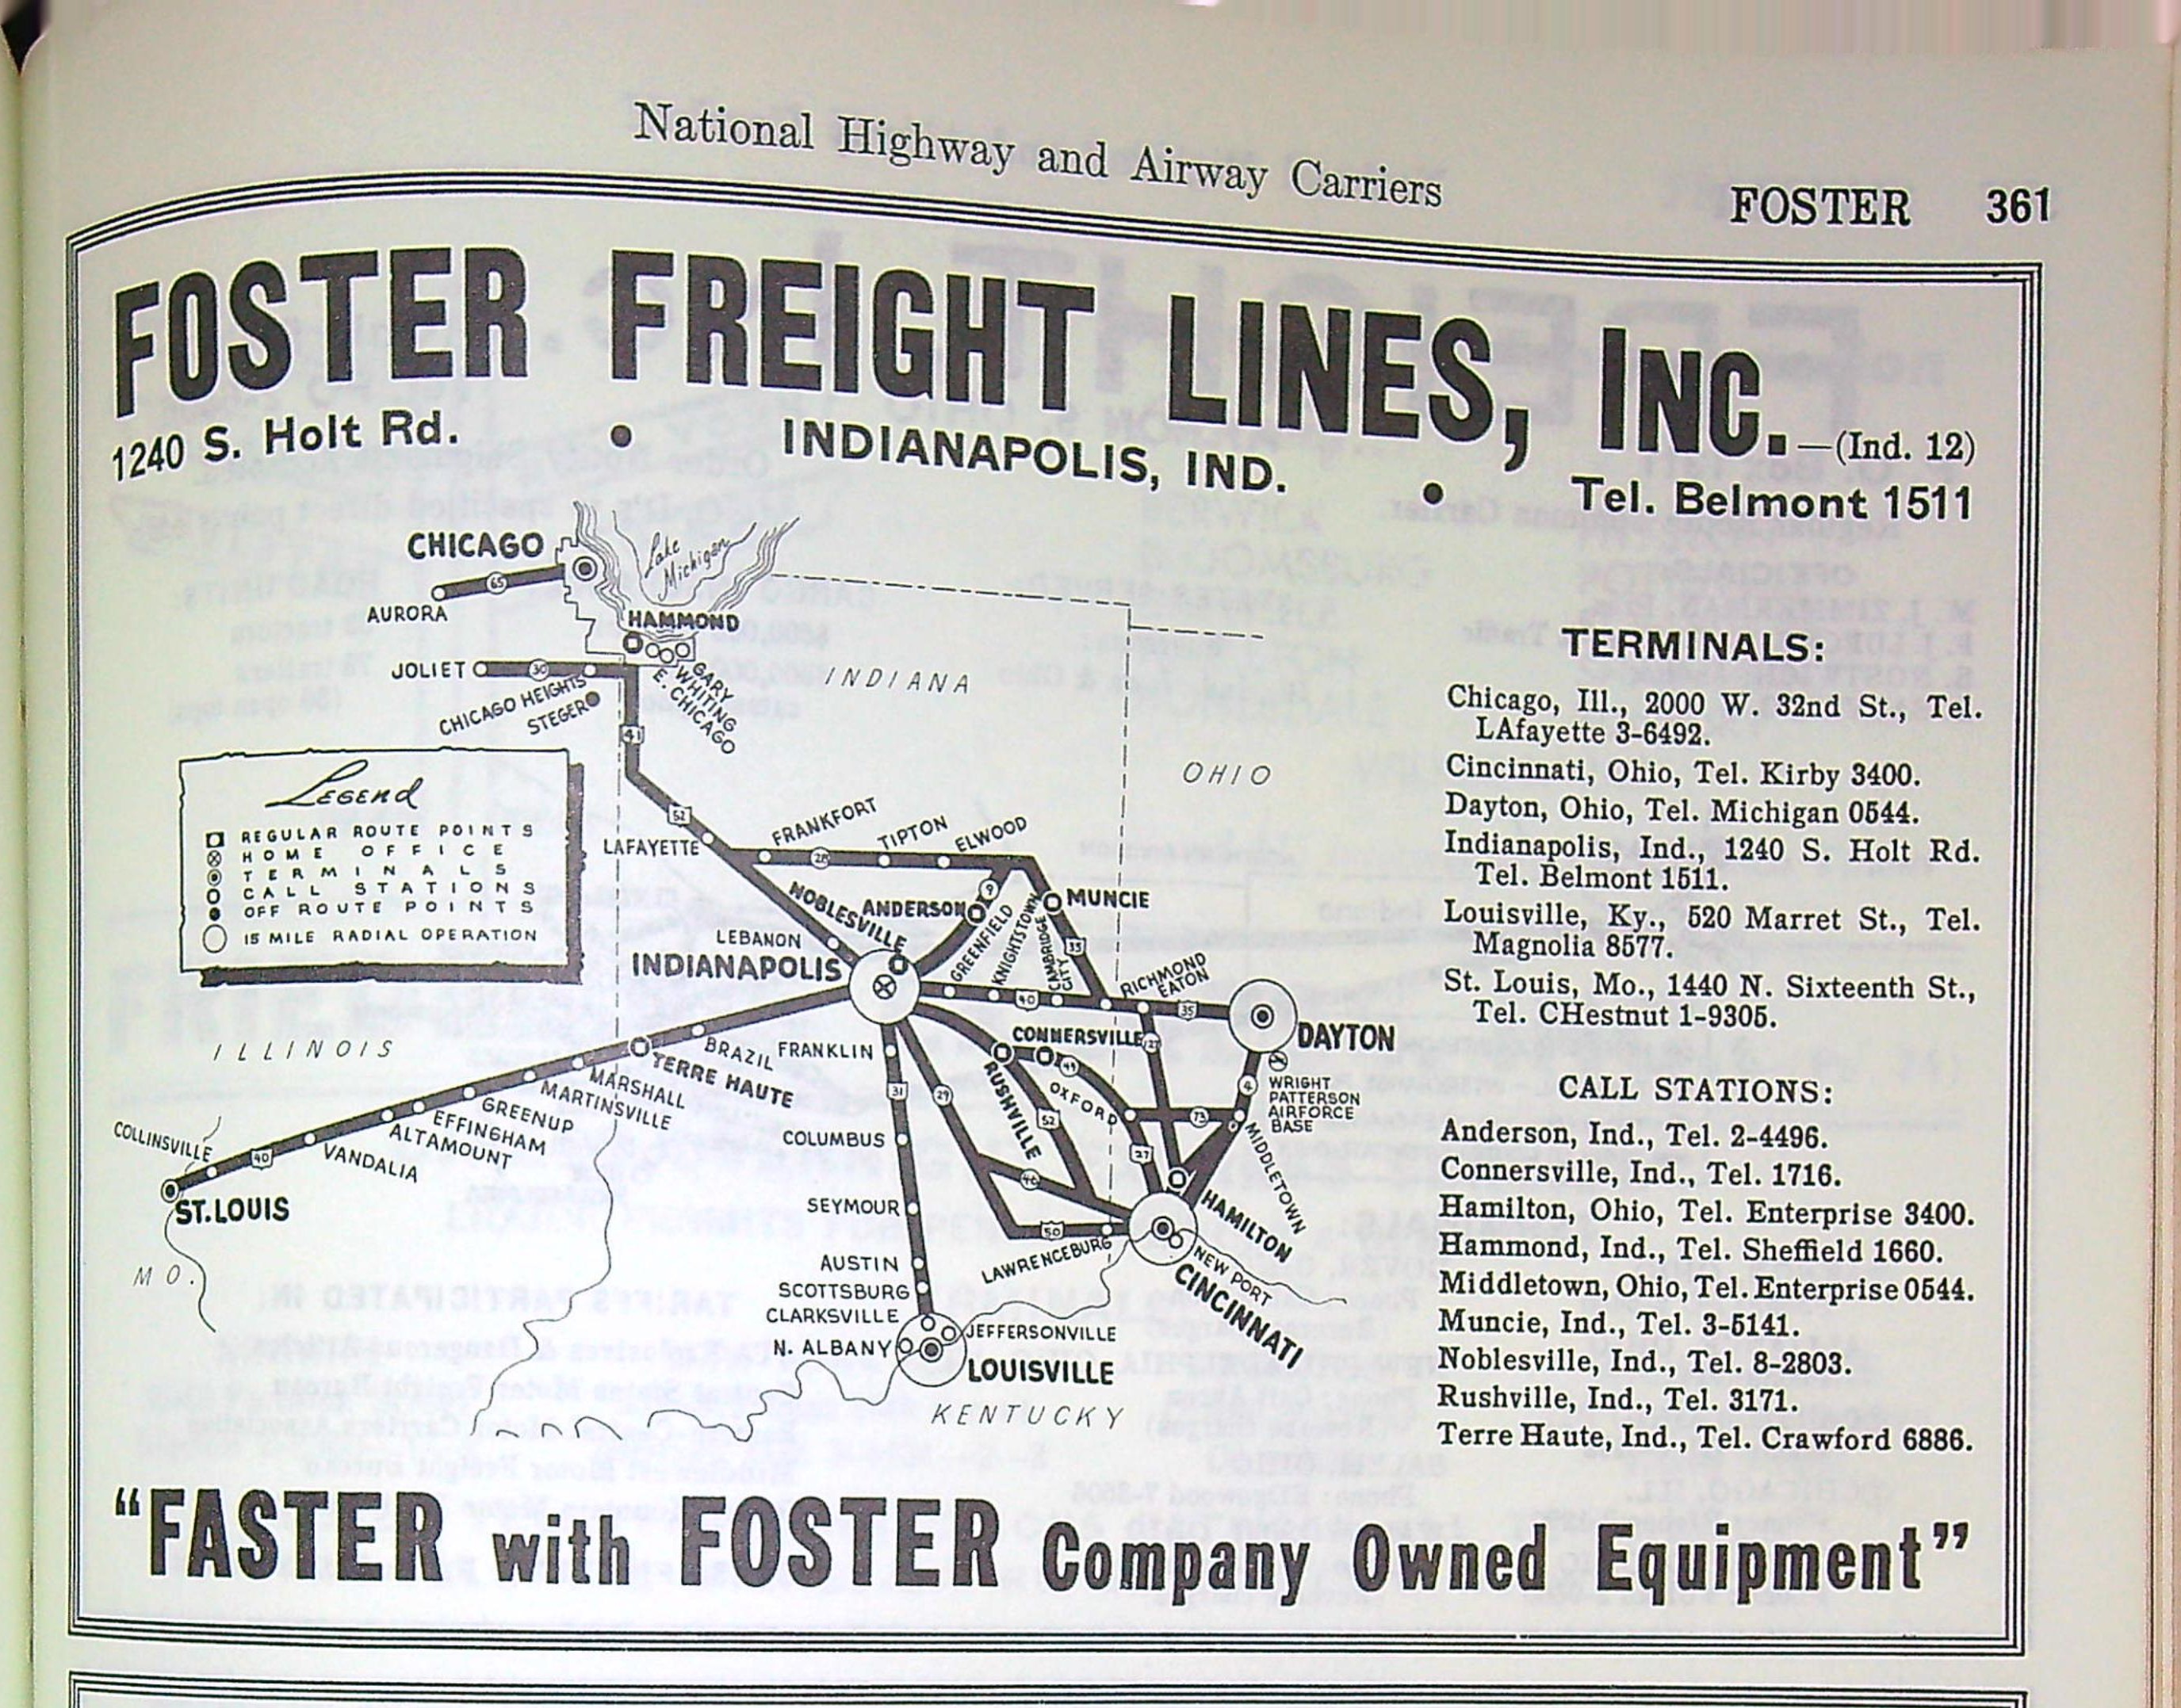 National Highway and Airway Carriers
FOSTER 361
FOSTER FREIGHT LINES, INC.—(Ind. 12)
1240 S. Holt Rd. • INDIANAPOLIS, IND. • Tel. Belmont 1511
CHICAGO
Lake
Michigan
65
AURORA
HAMMOND
JOLIET
30
GARY
WHITING
E. CHICAGO
CHICAGO HEIGHTS
STEGER
INDIANA
41
OHIO
LEGEND
REGULAR ROUTE POINTS
HOME OFFICE
TERMINALS
CALL STATIONS
OFF ROUTE POINTS
15 MILE RADIAL OPERATION
52
LAFAYETTE
FRANKFORT
28
TIPTON
ELWOOD
9
NOBLESVILLE
ANDERSON
MUNCIE
LEBANON
INDIANAPOLIS
GREENFIELD
KNIGHTSTOWN
CAMBRIDGE
CITY
35
40
RICHMOND
EATON
35
DAYTON
CONNERSVILLE
127
ILLINOIS
BRAZIL
FRANKLIN
TERRE HAUTE
MARSHALL
MARTINSVILLE
GREENUP
EFFINGHAM
ALTAMOUNT
VANDALIA
COLLINSVILLE
40
ST.LOUIS
MO.
31
29
RUSHVILLE
44
OXFORD
52
4
WRIGHT
PATTERSON
AIRFORCE
BASE
73
COLUMBUS
MIDDLETOWN
27
46
SEYMOUR
HAMILTON
50
LAWRENCEBURG
NEW PORT
CINCINNATI
AUSTIN
SCOTTSBURG
CLARKSVILLE
N. ALBANY
JEFFERSONVILLE
LOUISVILLE
KENTUCKY
TERMINALS:
Chicago, Ill., 2000 W. 32nd St., Tel.
LAfayette 3-6492.
Cincinnati, Ohio, Tel. Kirby 3400.
Dayton, Ohio, Tel. Michigan 0544.
Indianapolis, Ind., 1240 S. Holt Rd.
Tel. Belmont 1511.
Louisville, Ky., 520 Marret St., Tel.
Magnolia 8577.
St. Louis, Mo., 1440 N. Sixteenth St.,
Tel. CHestnut 1-9305.
CALL STATIONS:
Anderson, Ind., Tel. 2-4496.
Connersville, Ind., Tel. 1716.
Hamilton, Ohio, Tel. Enterprise 3400.
Hammond, Ind., Tel. Sheffield 1660.
Middletown, Ohio, Tel. Enterprise 0544.
Muncie, Ind., Tel. 3-5141.
Noblesville, Ind., Tel. 8-2803.
Rushville, Ind., Tel. 3171.
Terre Haute, Ind., Tel. Crawford 6886.
“FASTER with FOSTER Company Owned Equipment”